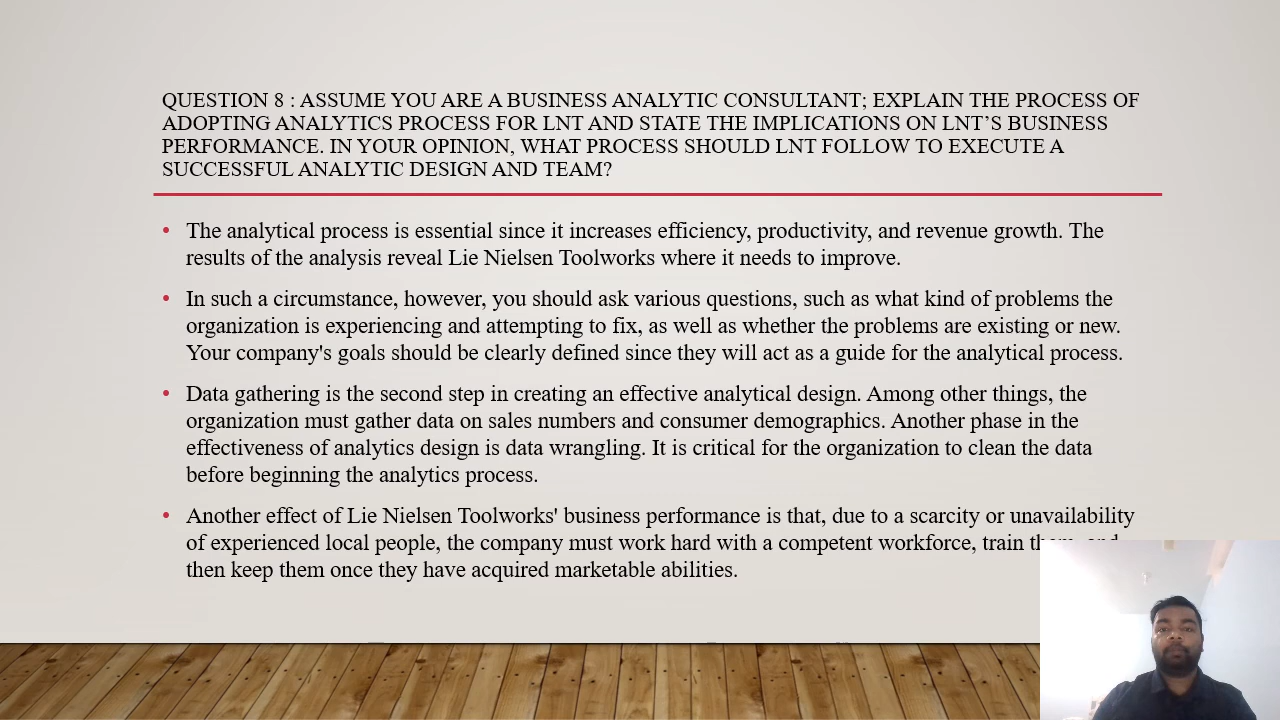 QUESTION 8 : ASSUME YOU ARE A BUSINESS ANALYTIC CONSULTANT; EXPLAIN THE PROCESS OF
ADOPTING ANALYTICS PROCESS FOR LNT AND STATE THE IMPLICATIONS ON LNT’S BUSINESS
PERFORMANCE. IN YOUR OPINION, WHAT PROCESS SHOULD LNT FOLLOW TO EXECUTE A
SUCCESSFUL ANALYTIC DESIGN AND TEAM?
• The analytical process is essential since it increases efficiency, productivity, and revenue growth. The
results of the analysis reveal Lie Nielsen Toolworks where it needs to improve.
• In such a circumstance, however, you should ask various questions, such as what kind of problems the
organization is experiencing and attempting to fix, as well as whether the problems are existing or new.
Your company's goals should be clearly defined since they will act as a guide for the analytical process.
• Data gathering is the second step in creating an effective analytical design. Among other things, the
organization must gather data on sales numbers and consumer demographics. Another phase in the
effectiveness of analytics design is data wrangling. It is critical for the organization to clean the data
before beginning the analytics process.
• Another effect of Lie Nielsen Toolworks' business performance is that, due to a scarcity or unavailability
of experienced local people, the company must work hard with a competent workforce, train them, and
then keep them once they have acquired marketable abilities.